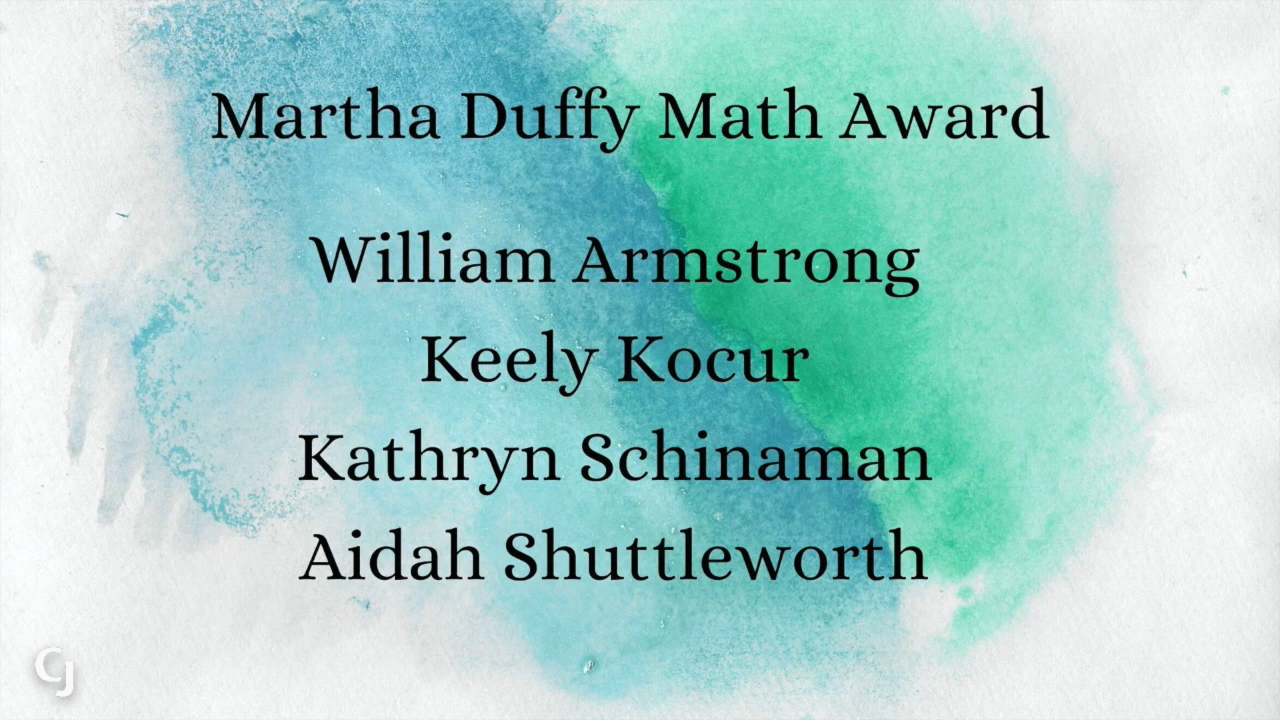 Martha Duffy Math Award
William Armstrong
Keely Kocur
Kathryn Schinaman
Aidah Shuttleworth
CJ